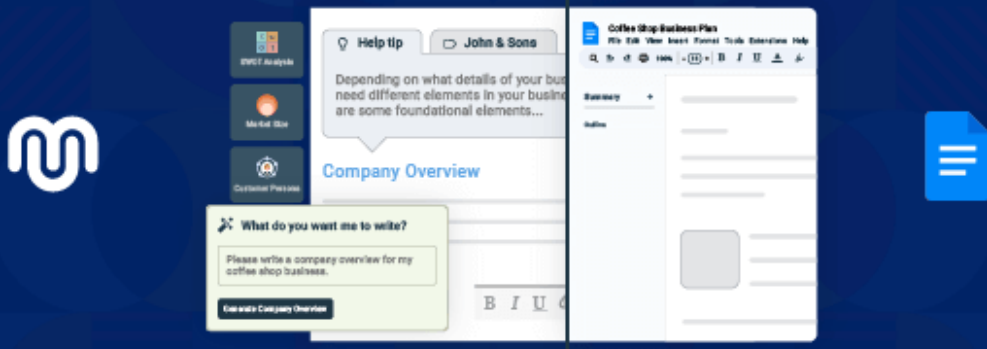 SWOT Analysis
Market Size
Customer Persona
Help tip
John & Sons
Depending on what details of your bus
need different elements in your busine
are some foundational elements...
Company Overview
What do you want me to write?
Please write a company overview for my
coffee shop business.
Generate Company Overview
B I U
Coffee Shop Business Plan
File Edit View Insert Format Tools Extensions Help
100% - 11 + B I U A
Summary +
Outline